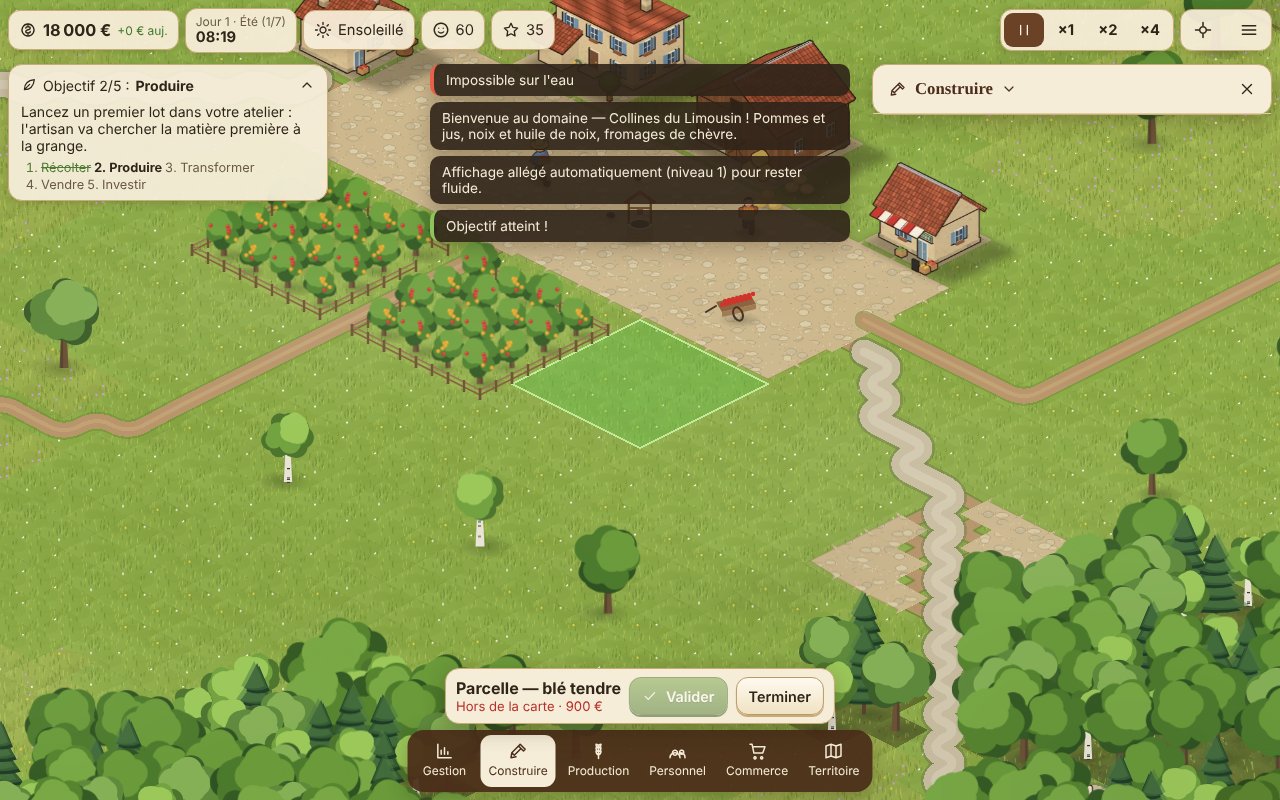 18 000 € +0 € auj.
Jour 1 · Été (1/7)
08:19
Ensoleillé
60
35
×1 ×2 ×4
Objectif 2/5 : Produire
Lancez un premier lot dans votre atelier :
l'artisan va chercher la matière première à
la grange.
1. Récolter 2. Produire 3. Transformer
4. Vendre 5. Investir
Impossible sur l'eau
Bienvenue au domaine — Collines du Limousin ! Pommes et
jus, noix et huile de noix, fromages de chèvre.
Affichage allégé automatiquement (niveau 1) pour rester
fluide.
Objectif atteint !
Construire
Parcelle — blé tendre
Hors de la carte · 900 €
Valider
Terminer
Gestion Construire Production Personnel Commerce Territoire